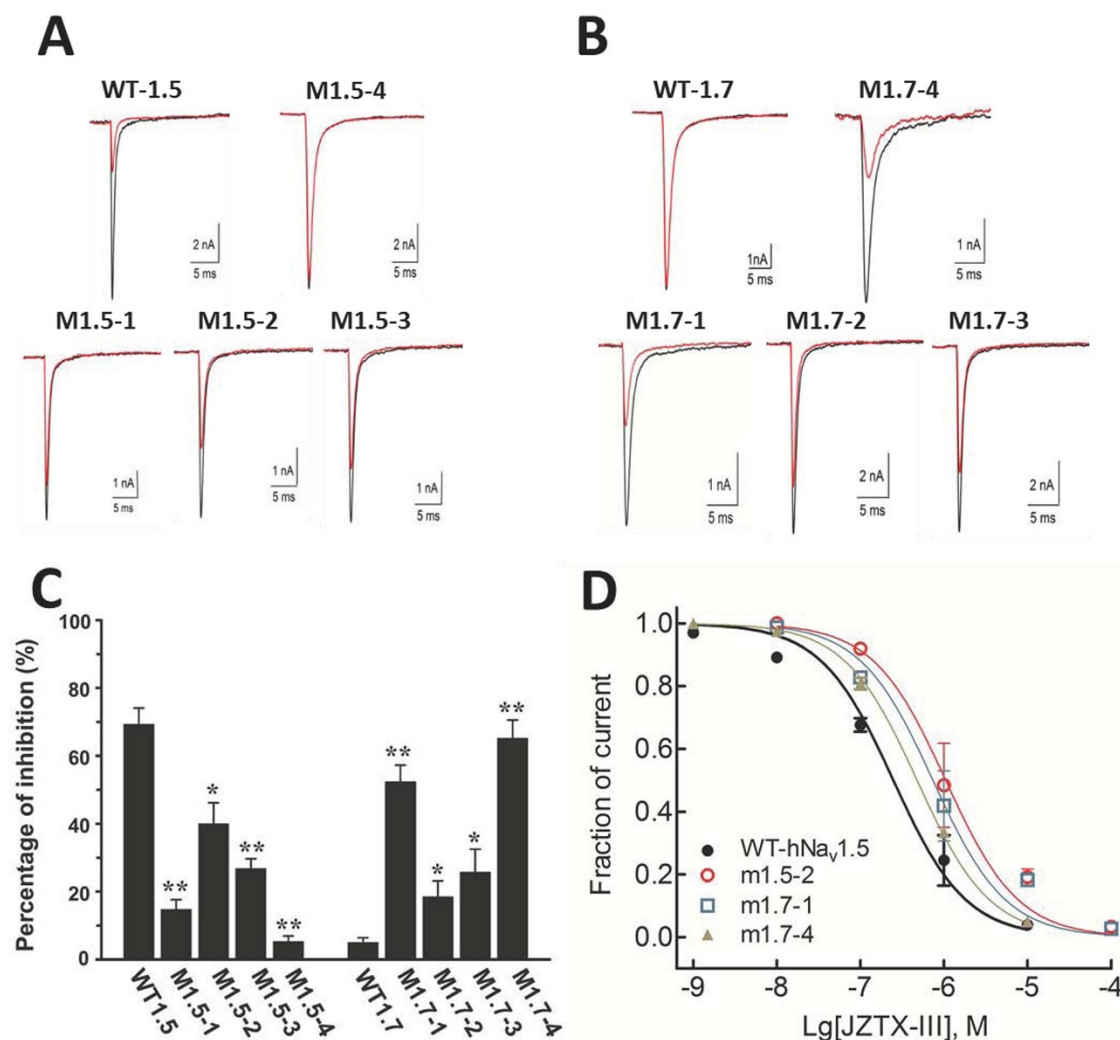 A
B
WT-1.5
M1.5-4
WT-1.7
M1.7-4
2 nA
5 ms
2 nA
5 ms
1nA
5 ms
1 nA
5 ms
M1.5-1
M1.5-2
M1.5-3
M1.7-1
M1.7-2
M1.7-3
1 nA
5 ms
1 nA
5 ms
1 nA
5 ms
1 nA
5 ms
2 nA
5 ms
2 nA
5 ms
C
Percentage of inhibition (%)
100
80
60
40
20
0
**
*
**
**
**
*
*
**
WT1.5
M1.5-1
M1.5-2
M1.5-3
M1.5-4
WT1.7
M1.7-1
M1.7-2
M1.7-3
M1.7-4
D
Fraction of current
1.0
0.8
0.6
0.4
0.2
0.0
WT-hNav1.5
m1.5-2
m1.7-1
m1.7-4
-9 -8 -7 -6 -5 -4
Lg[JZTX-III], M